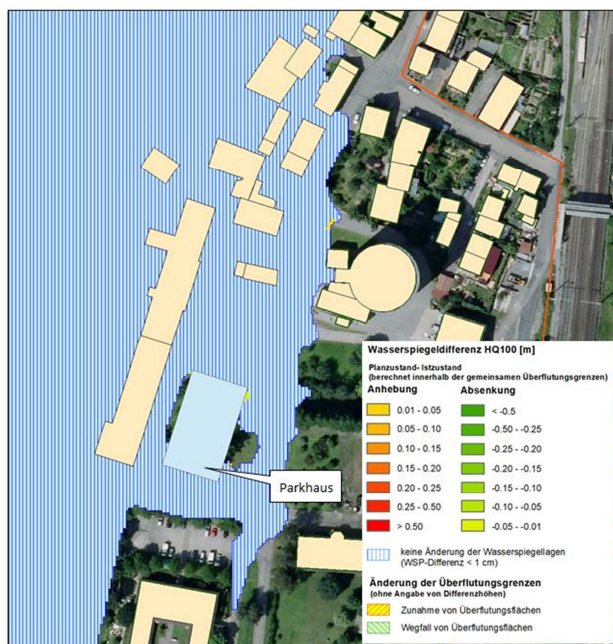 Parkhaus
Wasserspiegeldifferenz HQ100 [m]
Planzustand- Istzustand
(berechnet innerhalb der gemeinsamen Überflutungsgrenzen)
Anhebung Absenkung
0.01 - 0.05 < -0.5
0.05 - 0.10 -0.50 - -0.25
0.10 - 0.15 -0.25 - -0.20
0.15 - 0.20 -0.20 - -0.15
0.20 - 0.25 -0.15 - -0.10
0.25 - 0.50 -0.10 - -0.05
> 0.50 -0.05 - -0.01
keine Änderung der Wasserspiegellagen
(WSP-Differenz < 1 cm)
Änderung der Überflutungsgrenzen
(ohne Angabe von Differenzhöhen)
Zunahme von Überflutungsflächen
Wegfall von Überflutungsflächen